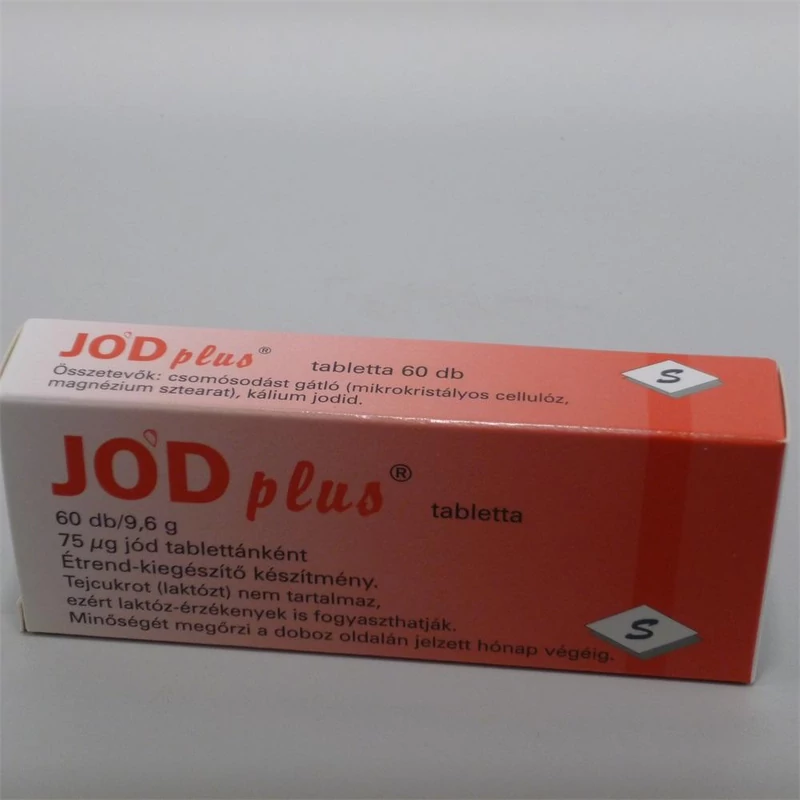 JÓD plus® tabletta 60 db
Összetevők: csomósodást gátló (mikrokristályos cellulóz,
magnézium sztearat), kálium jodid.
S
JÓD plus® tabletta
60 db/9,6 g
75 µg jód tablettánként
Étrend-kiegészítő készítmény.
Tejcukrot (laktózt) nem tartalmaz,
ezért laktóz-érzékenyek is fogyaszthatják.
Minőségét megőrzi a doboz oldalán jelzett hónap végéig.
S